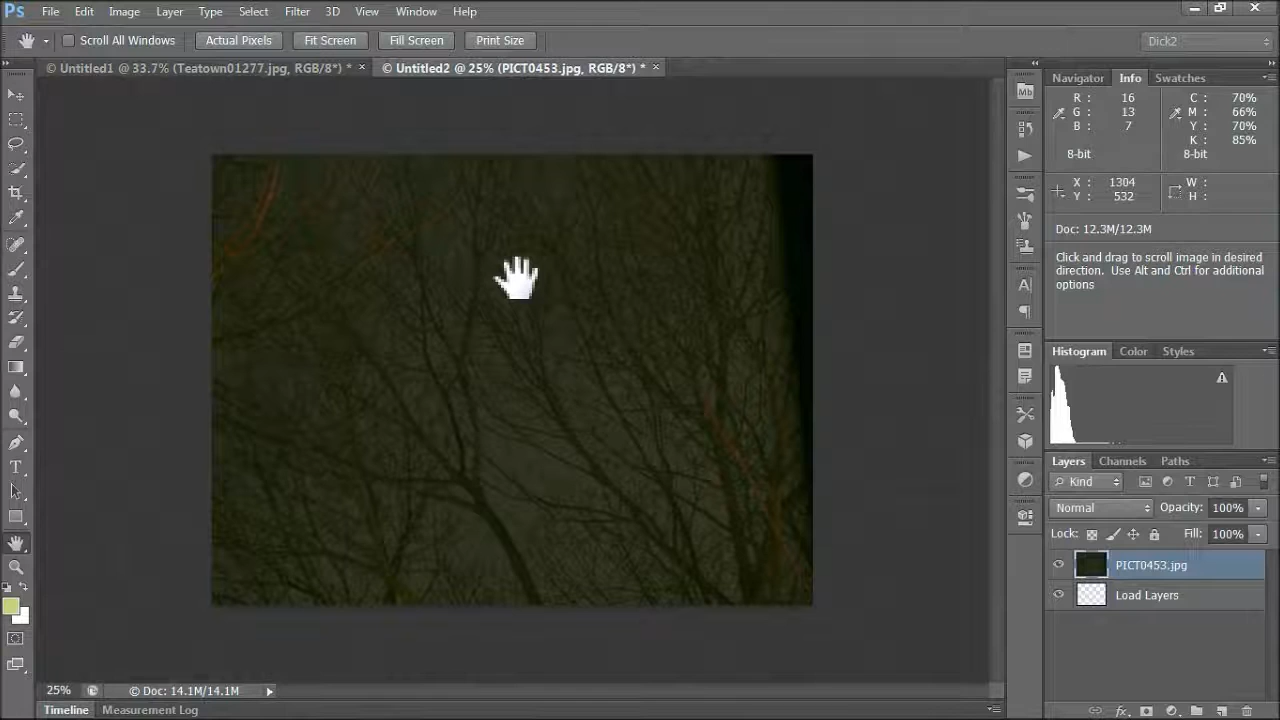 Ps File Edit Image Layer Type Select Filter 3D View Window Help
Scroll All Windows Actual Pixels Fit Screen Fill Screen Print Size Dick2
© Untitled1 @ 33.7% (Teatown01277.jpg, RGB/8*) * × © Untitled2 @ 25% (PICT0453.jpg, RGB/8*) * ×
Navigator Info Swatches
R : 16 C : 70%
G : 13 M : 66%
B : 7 Y : 70%
K : 85%
8-bit 8-bit
X : 1304 W :
Y : 532 H :
Doc: 12.3M/12.3M
Click and drag to scroll image in desired
direction. Use Alt and Ctrl for additional
options
Histogram Color Styles
Layers Channels Paths
Kind
Normal Opacity: 100%
Lock: Fill: 100%
PICT0453.jpg
Load Layers
25% © Doc: 14.1M/14.1M
Timeline Measurement Log